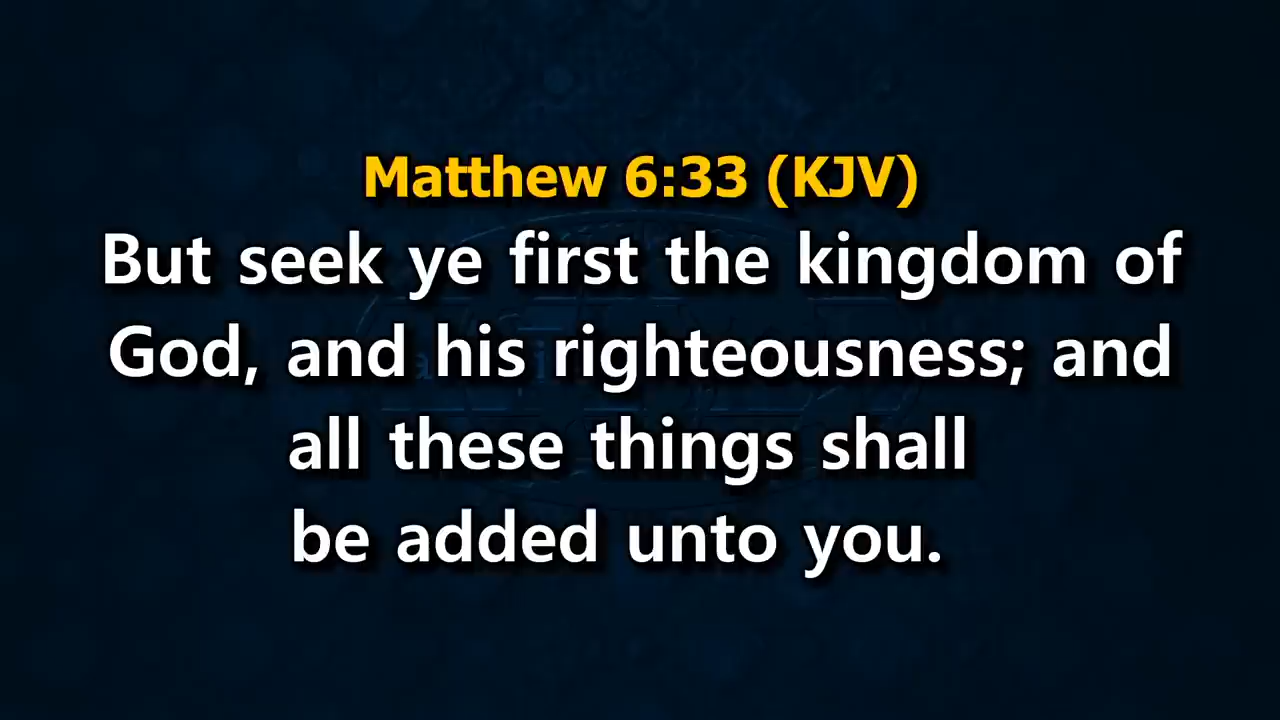 Matthew 6:33 (KJV)
But seek ye first the kingdom of
God, and his righteousness; and
all these things shall
be added unto you.